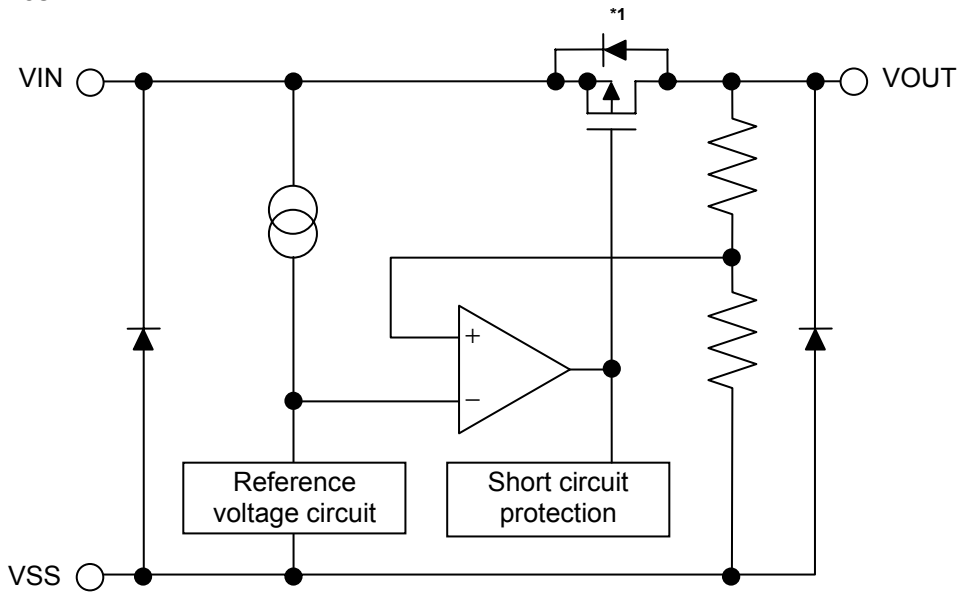 *1
VIN
VOUT
+
−
Reference
voltage circuit
Short circuit
protection
VSS